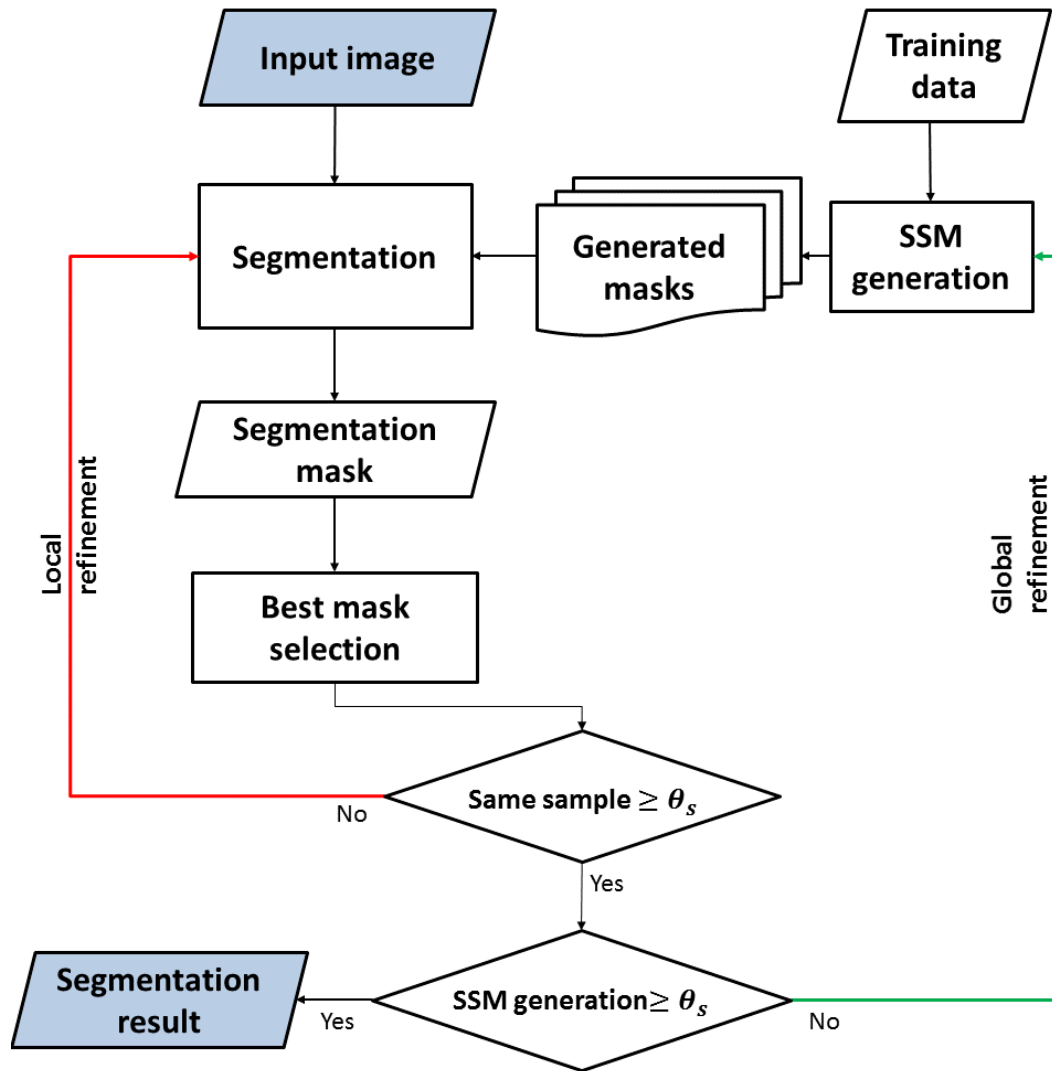 Input image
Training
data
Segmentation
Generated
masks
SSM
generation
Segmentation
mask
Local
refinement
Global
refinement
Best mask
selection
Same sample ≥ θₛ
No
Yes
SSM generation≥ θₛ
Yes
No
Segmentation
result